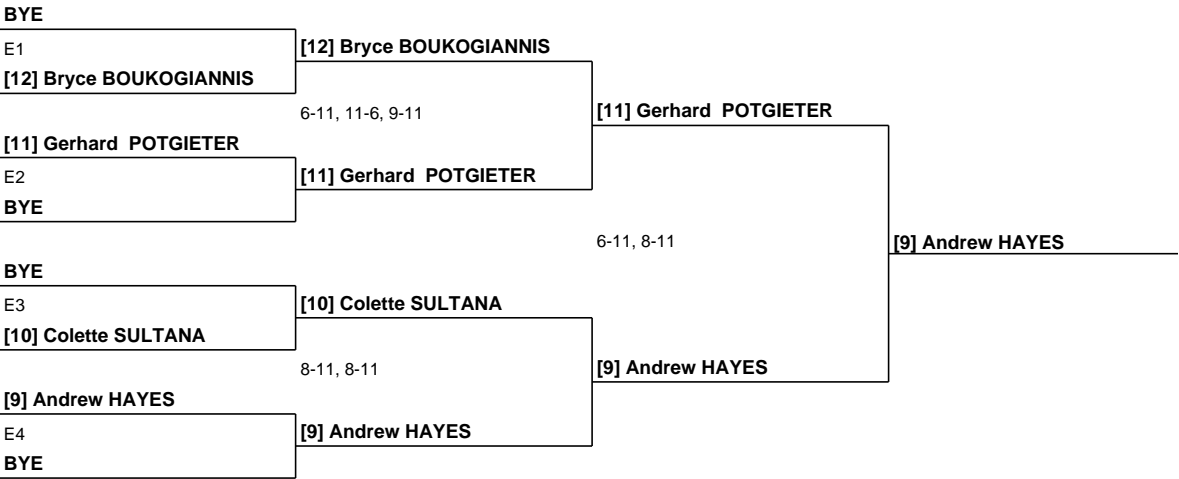 BYE
E1
[12] Bryce BOUKOGIANNIS
[12] Bryce BOUKOGIANNIS
6-11, 11-6, 9-11
[11] Gerhard  POTGIETER
[11] Gerhard  POTGIETER
E2
[11] Gerhard  POTGIETER
BYE
6-11, 8-11
[9] Andrew HAYES
BYE
E3
[10] Colette SULTANA
[10] Colette SULTANA
8-11, 8-11
[9] Andrew HAYES
[9] Andrew HAYES
E4
[9] Andrew HAYES
BYE